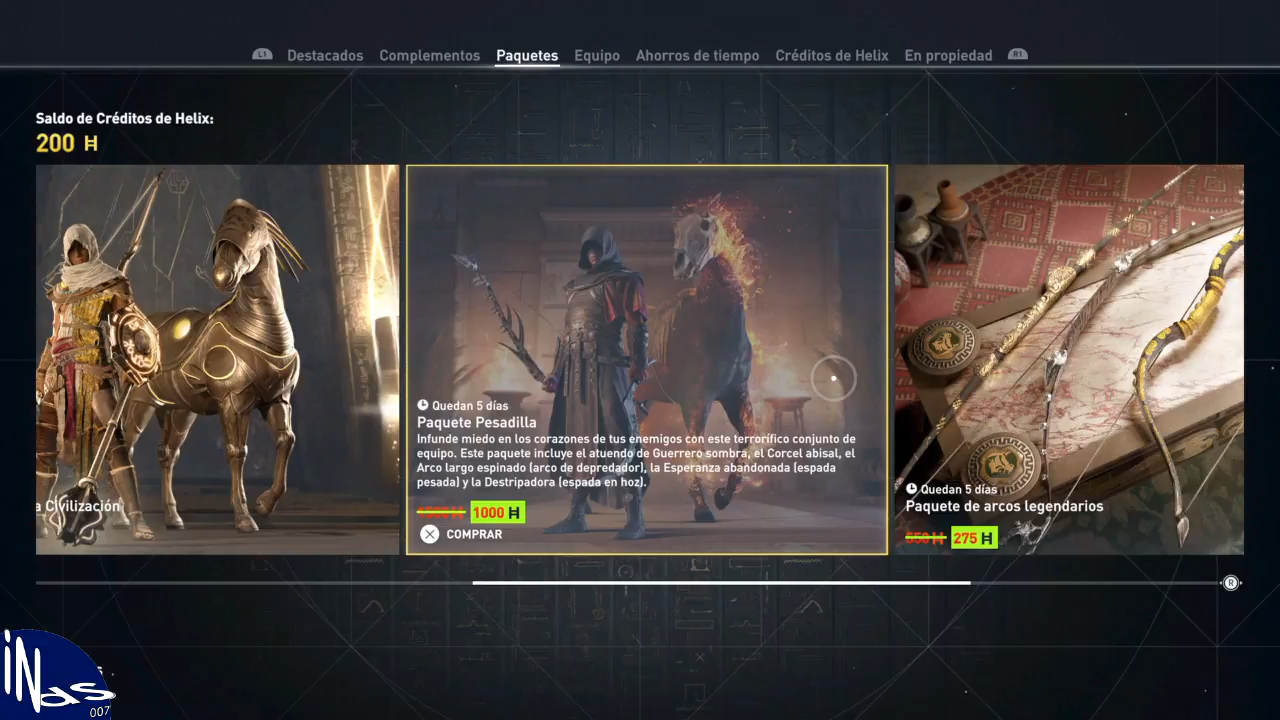 L1 Destacados Complementos Paquetes Equipo Ahorros de tiempo Créditos de Helix En propiedad R1
Saldo de Créditos de Helix:
200 H
a Civilización
Quedan 5 días
Paquete Pesadilla
Infunde miedo en los corazones de tus enemigos con este terrorífico conjunto de
equipo. Este paquete incluye el atuendo de Guerrero sombra, el Corcel abisal, el
Arco largo espinado (arco de depredador), la Esperanza abandonada (espada
pesada) y la Destripadora (espada en hoz).
1000 H
COMPRAR
Quedan 5 días
Paquete de arcos legendarios
550 H 275 H
R
iNas
007